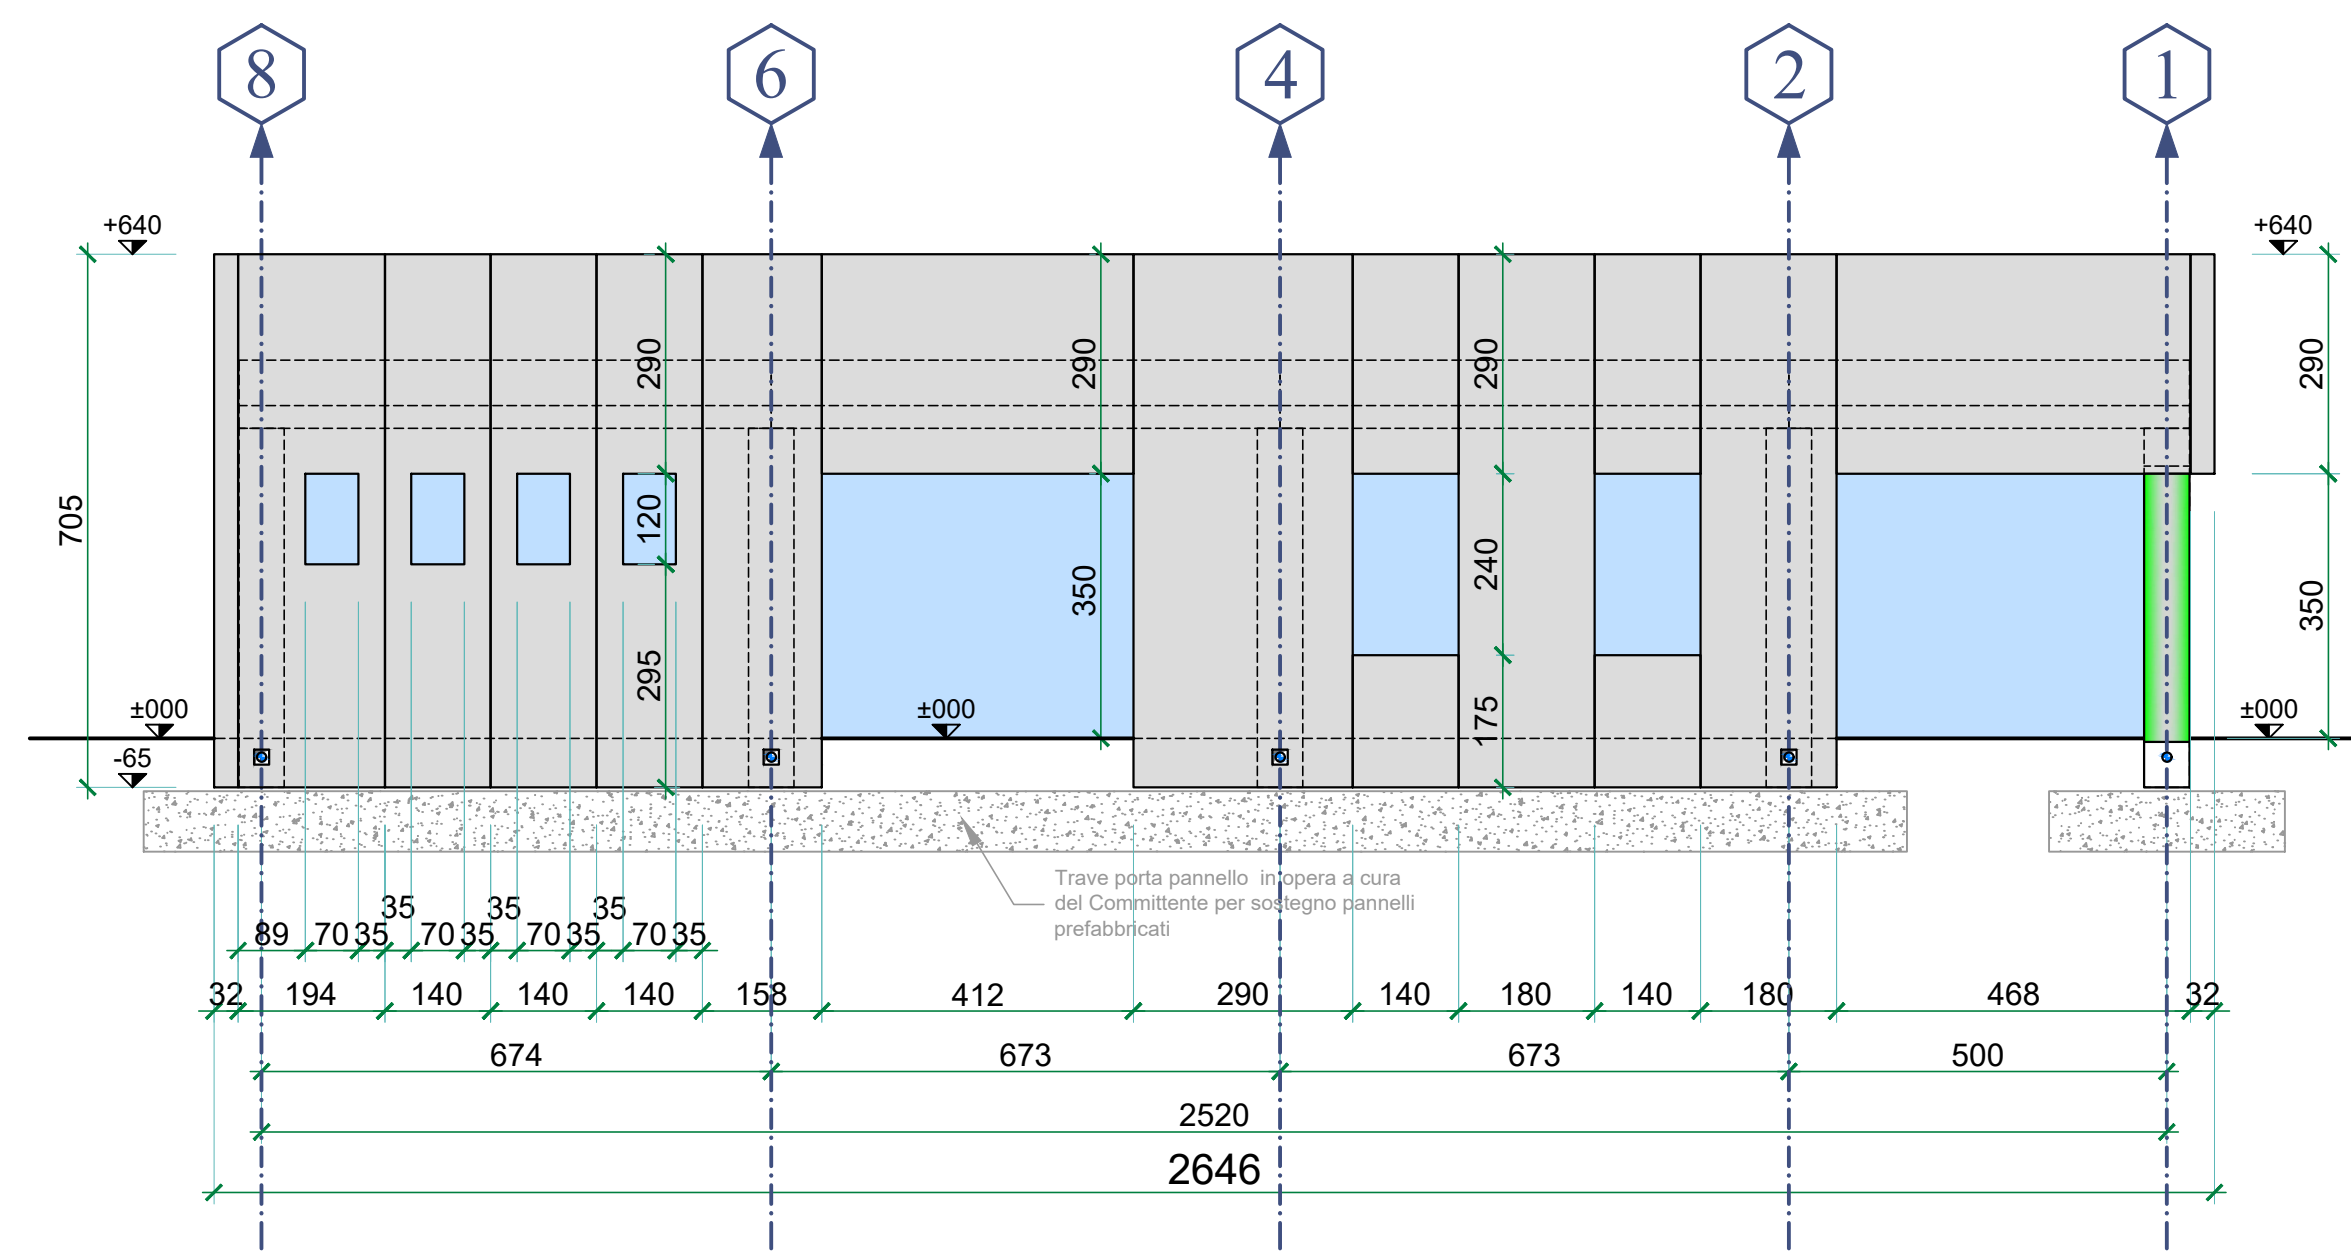 8 6 4 2 1
+640 +640
290 290 290 290
705 120 350 240 350
295 175
±000 ±000 ±000
-65
Trave porta pannello in opera a cura
del Committente per sostegno pannelli
prefabbricati
35 35 35
89 70 35 70 35 70 35 70 35
32 194 140 140 140 158 412 290 140 180 140 180 468 32
674 673 673 500
2520
2646